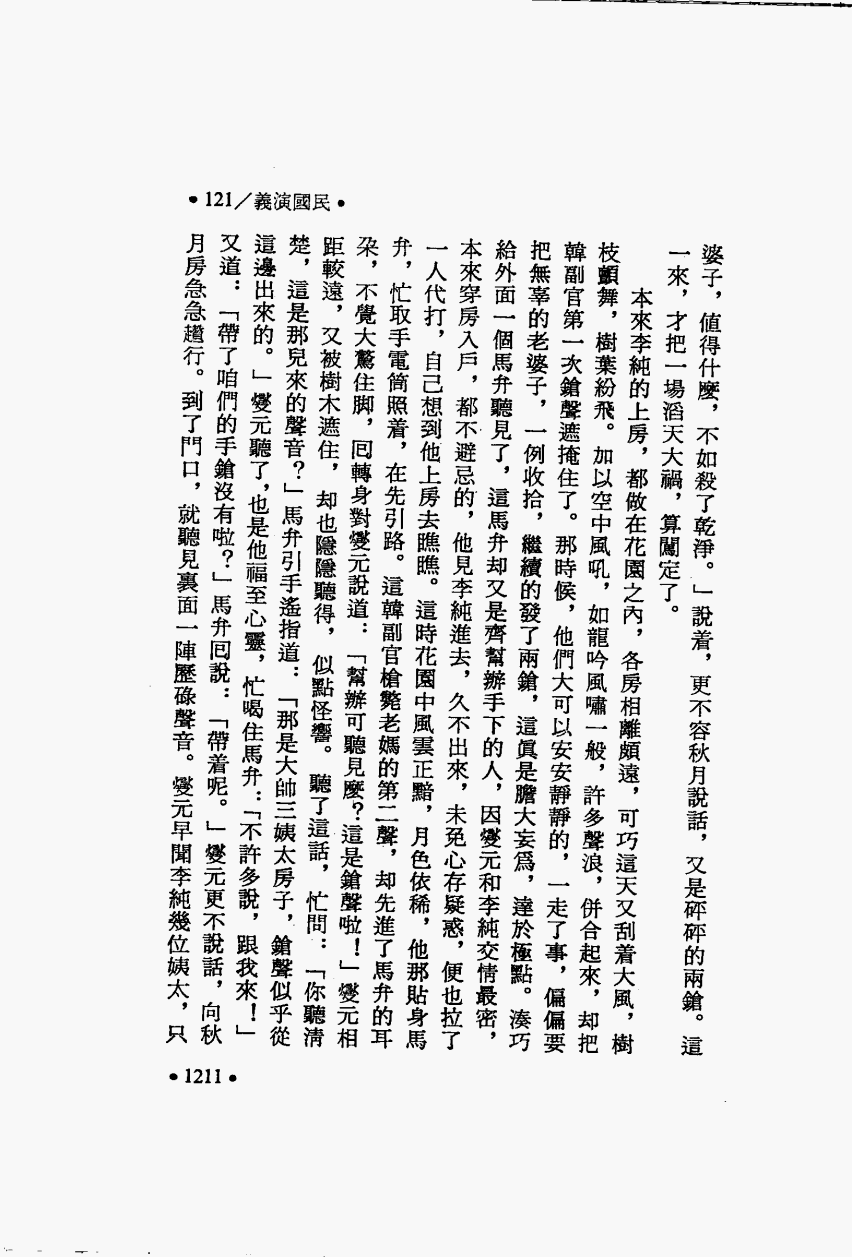 •121／義演國民•
婆子，値得什麼，不如殺了乾淨。」說着，更不容秋月說話，又是砰砰的兩鎗。這
一來，才把一場滔天大禍，算闖定了。
本來李純的上房，都做在花園之內，各房相離頗遠，可巧這天又刮着大風，樹
枝顫舞，樹葉紛飛。加以空中風吼，如龍吟風嘯一般，許多聲浪，併合起來，却把
韓副官第一次鎗聲遮掩住了。那時候，他們大可以安安靜靜的，一走了事，偏偏要
把無辜的老婆子，一例收拾，繼續的發了兩鎗，這眞是膽大妄爲，達於極點。湊巧
給外面一個馬弁聽見了，這馬弁却又是齊幫辦手下的人，因燮元和李純交情最密，
本來穿房入戶，都不避忌的，他見李純進去，久不出來，未免心存疑惑，便也拉了
一人代打，自己想到他上房去瞧瞧。這時花園中風雲正黯，月色依稀，他那貼身馬
弁，忙取手電筒照着，在先引路。這韓副官槍斃老媽的第二聲，却先進了馬弁的耳
朵，不覺大驚住脚，囘轉身對燮元說道：「幫辦可聽見麼？這是鎗聲啦！」燮元相
距較遠，又被樹木遮住，却也隱隱聽得，似點怪響。聽了這話，忙問：「你聽淸
楚，這是那兒來的聲音？」馬弁引手遙指道：「那是大帥三姨太房子，鎗聲似乎從
這邊出來的。」燮元聽了，也是他福至心靈，忙喝住馬弁：「不許多說，跟我來！」
又道：「帶了咱們的手鎗沒有啦？」馬弁囘說：「帶着呢。」燮元更不說話，向秋
月房急急趲行。到了門口，就聽見裏面一陣歷碌聲音。燮元早聞李純幾位姨太，只
•1211•